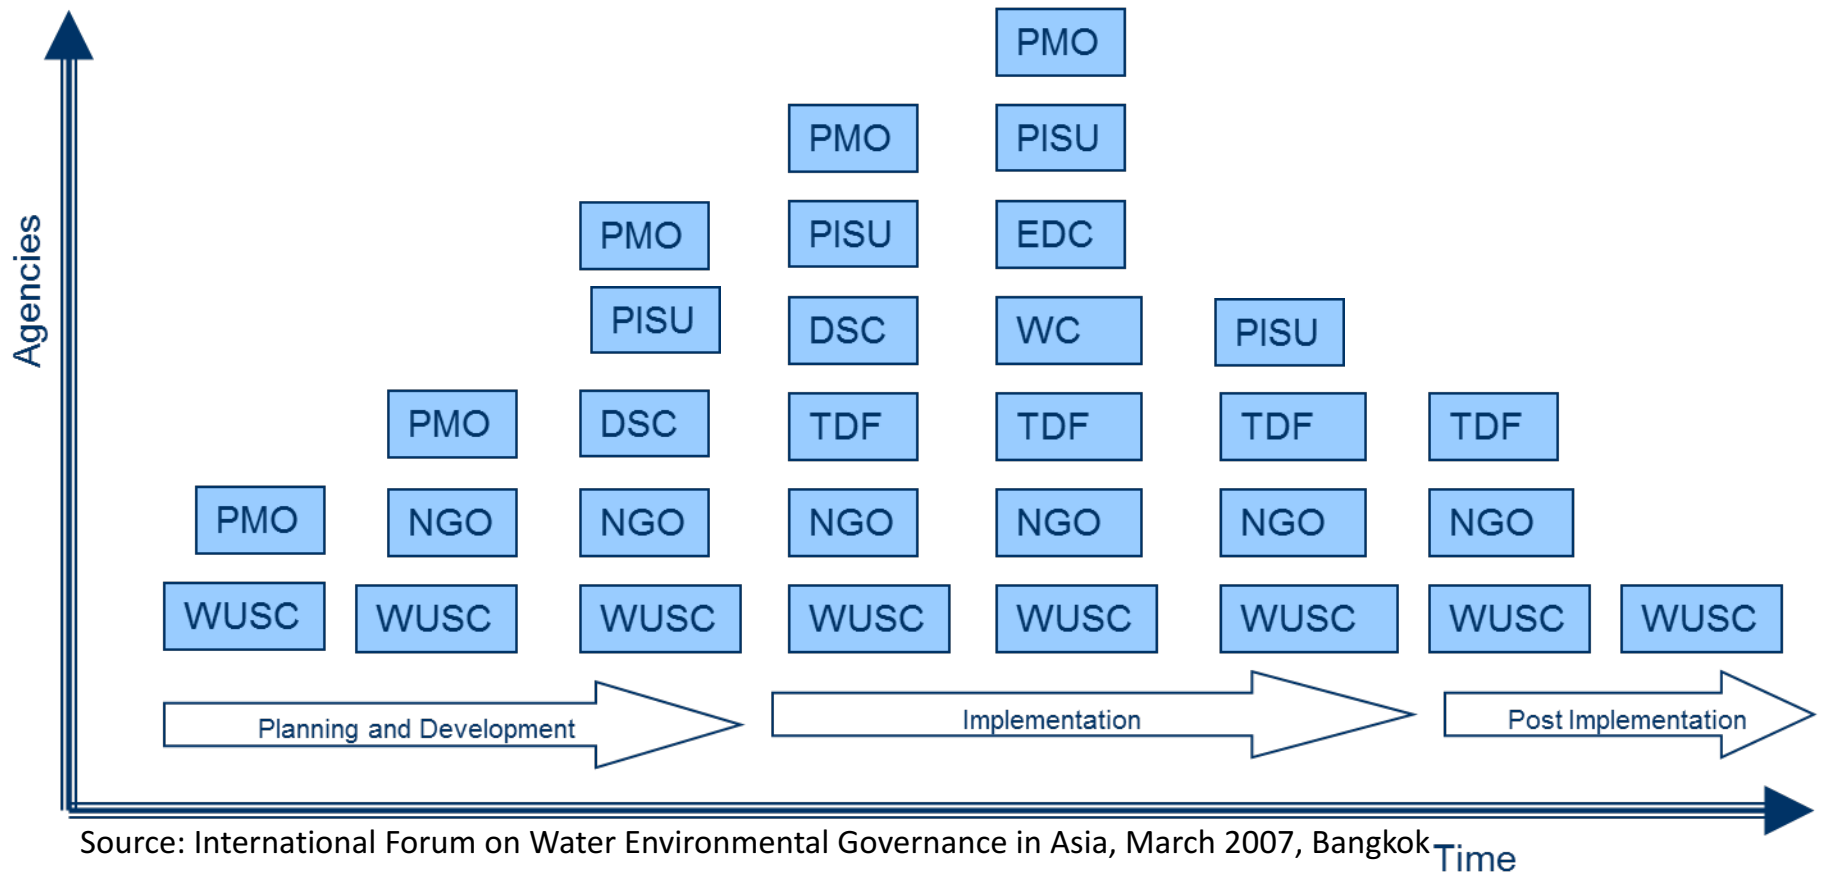 PMO
PMO PISU
PMO PISU EDC
PISU DSC WC PISU
PMO DSC TDF TDF TDF TDF
PMO NGO NGO NGO NGO NGO NGO
WUSC WUSC WUSC WUSC WUSC WUSC WUSC WUSC
Agencies
Planning and Development Implementation Post Implementation
Source: International Forum on Water Environmental Governance in Asia, March 2007, Bangkok
Time